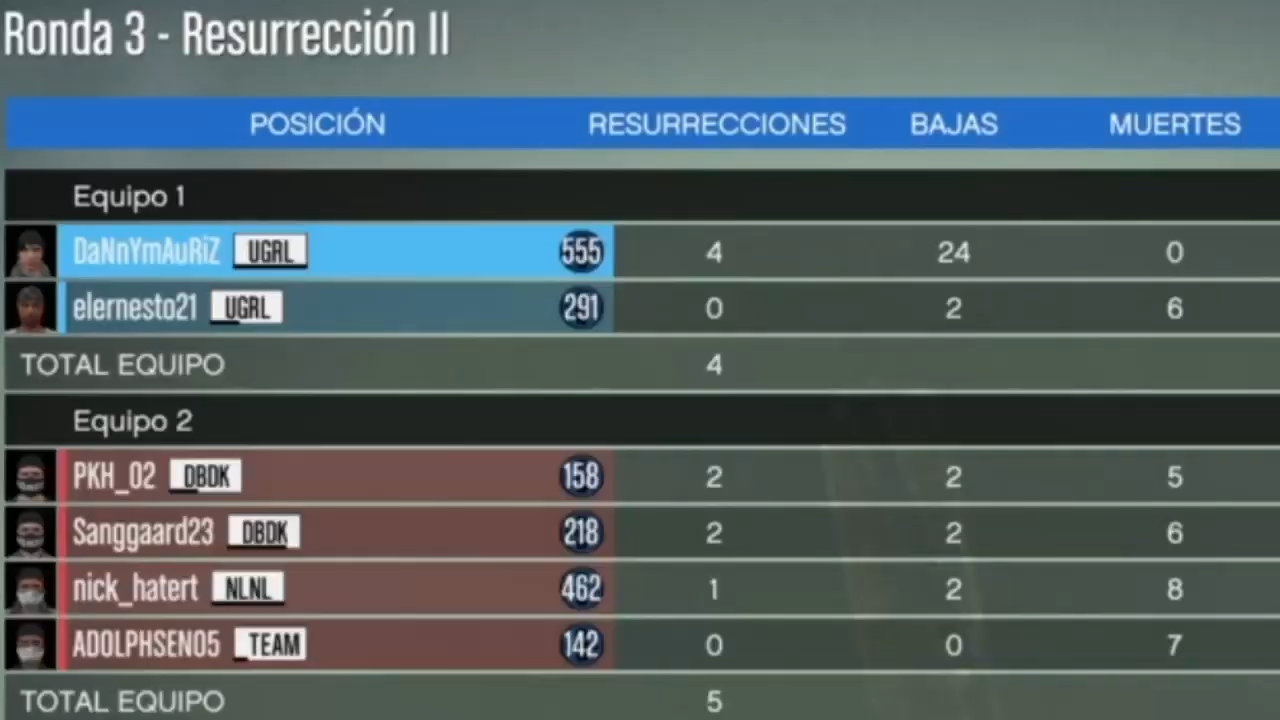 Ronda 3 - Resurrección II
POSICIÓN RESURRECCIONES BAJAS MUERTES
Equipo 1
DaNnYmAuRiZ UGRL 555 4 24 0
elernesto21 UGRL 291 0 2 6
TOTAL EQUIPO 4
Equipo 2
PKH_02 DBDK 158 2 2 5
Sanggaard23 DBDK 218 2 2 6
nick_hatert NLNL 462 1 2 8
ADOLPHSEN05 TEAM 142 0 0 7
TOTAL EQUIPO 5